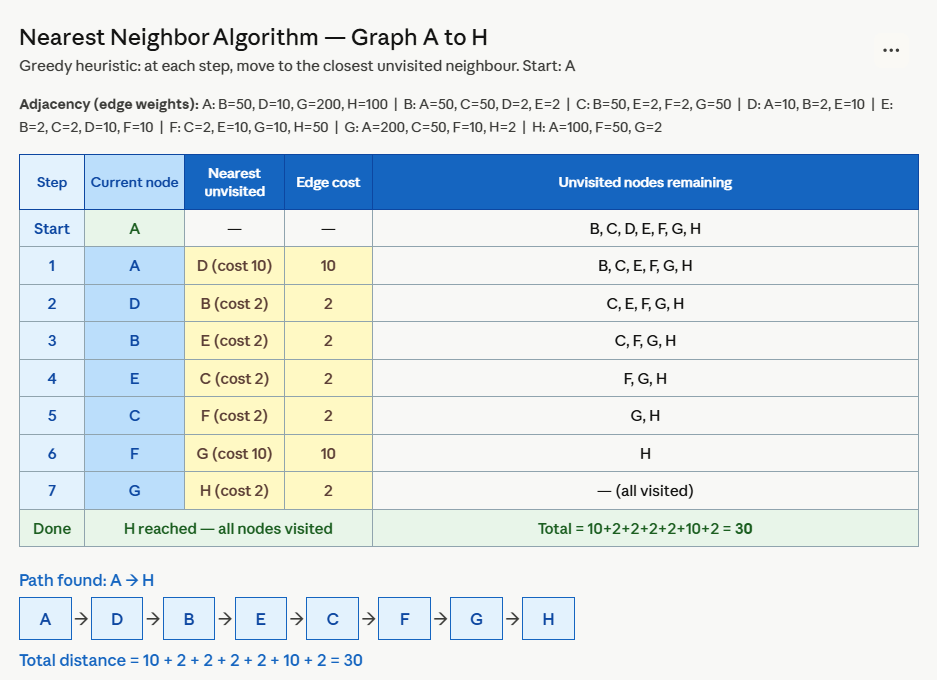 Nearest Neighbor Algorithm — Graph A to H
Greedy heuristic: at each step, move to the closest unvisited neighbour. Start: A
Adjacency (edge weights): A: B=50, D=10, G=200, H=100 | B: A=50, C=50, D=2, E=2 | C: B=50, E=2, F=2, G=50 | D: A=10, B=2, E=10 | E:
B=2, C=2, D=10, F=10 | F: C=2, E=10, G=10, H=50 | G: A=200, C=50, F=10, H=2 | H: A=100, F=50, G=2
Step Current node Nearest unvisited Edge cost Unvisited nodes remaining
Start A — — B, C, D, E, F, G, H
1 A D (cost 10) 10 B, C, E, F, G, H
2 D B (cost 2) 2 C, E, F, G, H
3 B E (cost 2) 2 C, F, G, H
4 E C (cost 2) 2 F, G, H
5 C F (cost 2) 2 G, H
6 F G (cost 10) 10 H
7 G H (cost 2) 2 — (all visited)
Done H reached — all nodes visited Total = 10+2+2+2+2+10+2 = 30
Path found: A → H
A → D → B → E → C → F → G → H
Total distance = 10 + 2 + 2 + 2 + 2 + 10 + 2 = 30